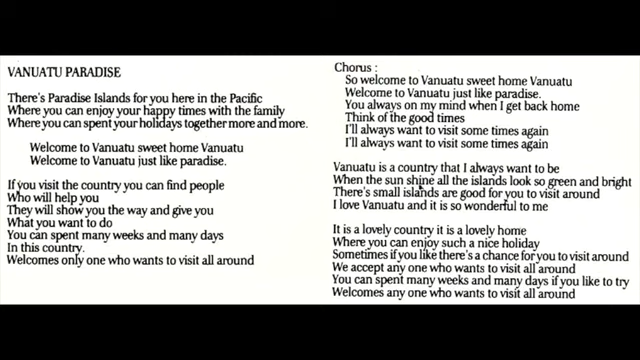 VANUATU PARADISE
There's Paradise Islands for you here in the Pacific
Where you can enjoy your happy times with the family
Where you can spent your holidays together more and more.
Welcome to Vanuatu sweet home Vanuatu
Welcome to Vanuatu just like paradise.
If you visit the country you can find people
Who will help you
They will show you the way and give you
What you want to do
You can spent many weeks and many days
In this country.
Welcomes only one who wants to visit all around
Chorus :
So welcome to Vanuatu sweet home Vanuatu
Welcome to Vanuatu just like paradise.
You always on my mind when I get back home
Think of the good times
I'll always want to visit some times again
I'll always want to visit some times again
Vanuatu is a country that I always want to be
When the sun shine all the islands look so green and bright
There's small islands are good for you to visit around
I love Vanuatu and it is so wonderful to me
It is a lovely country it is a lovely home
Where you can enjoy such a nice holiday
Sometimes if you like there's a chance for you to visit around
We accept any one who wants to visit all around
You can spent many weeks and many days if you like to try
Welcomes any one who wants to visit all around